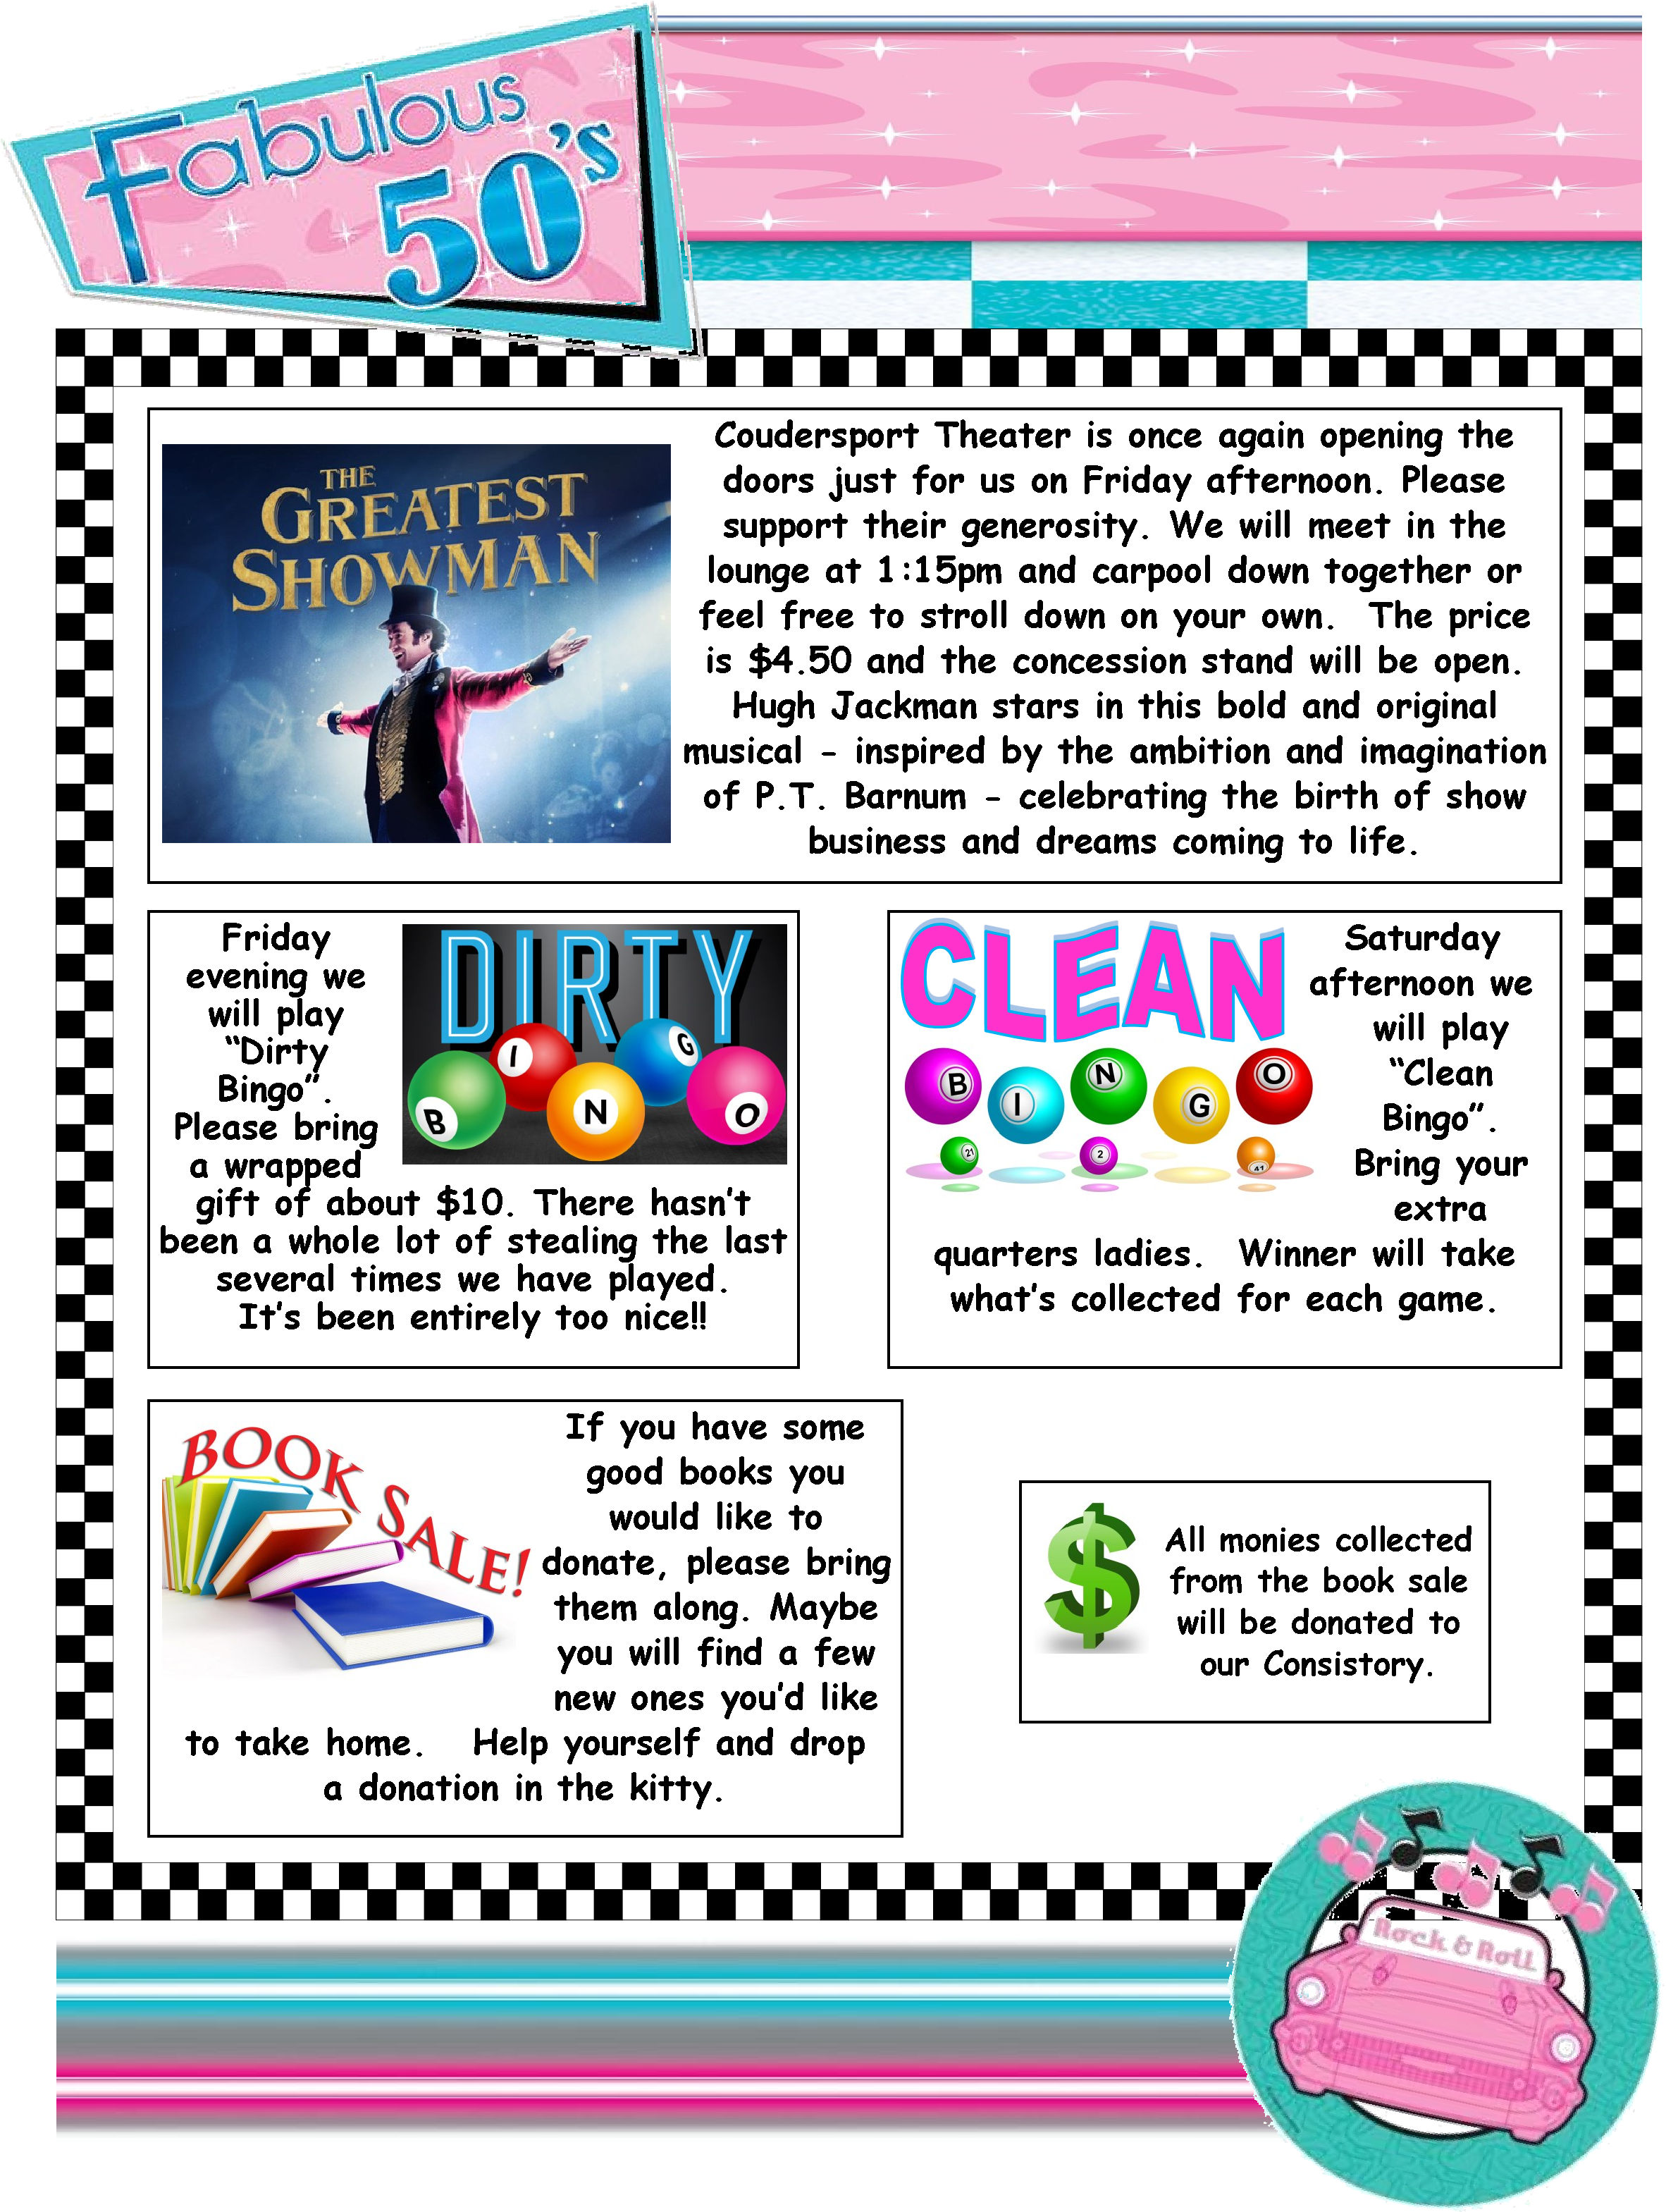 Fabulous
50's
THE
GREATEST
SHOWMAN
Coudersport Theater is once again opening the
doors just for us on Friday afternoon. Please
support their generosity. We will meet in the
lounge at 1:15pm and carpool down together or
feel free to stroll down on your own.  The price
is $4.50 and the concession stand will be open.
Hugh Jackman stars in this bold and original
musical - inspired by the ambition and imagination
of P.T. Barnum - celebrating the birth of show
business and dreams coming to life.
Friday
evening we
will play
“Dirty
Bingo”.
Please bring
a wrapped
gift of about $10. There hasn’t
been a whole lot of stealing the last
several times we have played.
It’s been entirely too nice!!
DIRTY
B I N G O
CLEAN
B I N G O
21 2 41
Saturday
afternoon we
will play
“Clean
Bingo”.
Bring your
extra
quarters ladies.  Winner will take
what’s collected for each game.
BOOK SALE!
If you have some
good books you
would like to
donate, please bring
them along. Maybe
you will find a few
new ones you’d like
to take home.   Help yourself and drop
a donation in the kitty.
$
All monies collected
from the book sale
will be donated to
our Consistory.
Rock & Roll